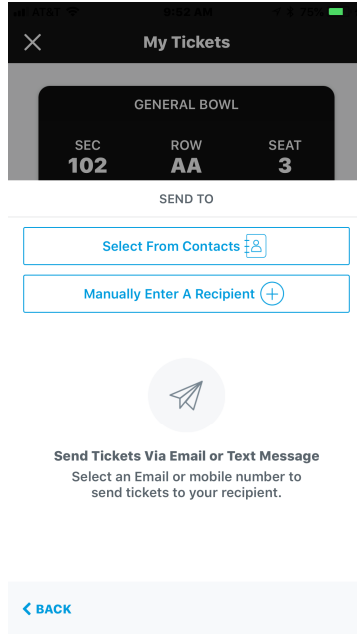 AT&T 9:52 AM 75%
My Tickets
GENERAL BOWL
SEC ROW SEAT
102 AA 3
SEND TO
Select From Contacts
Manually Enter A Recipient
Send Tickets Via Email or Text Message
Select an Email or mobile number to
send tickets to your recipient.
BACK